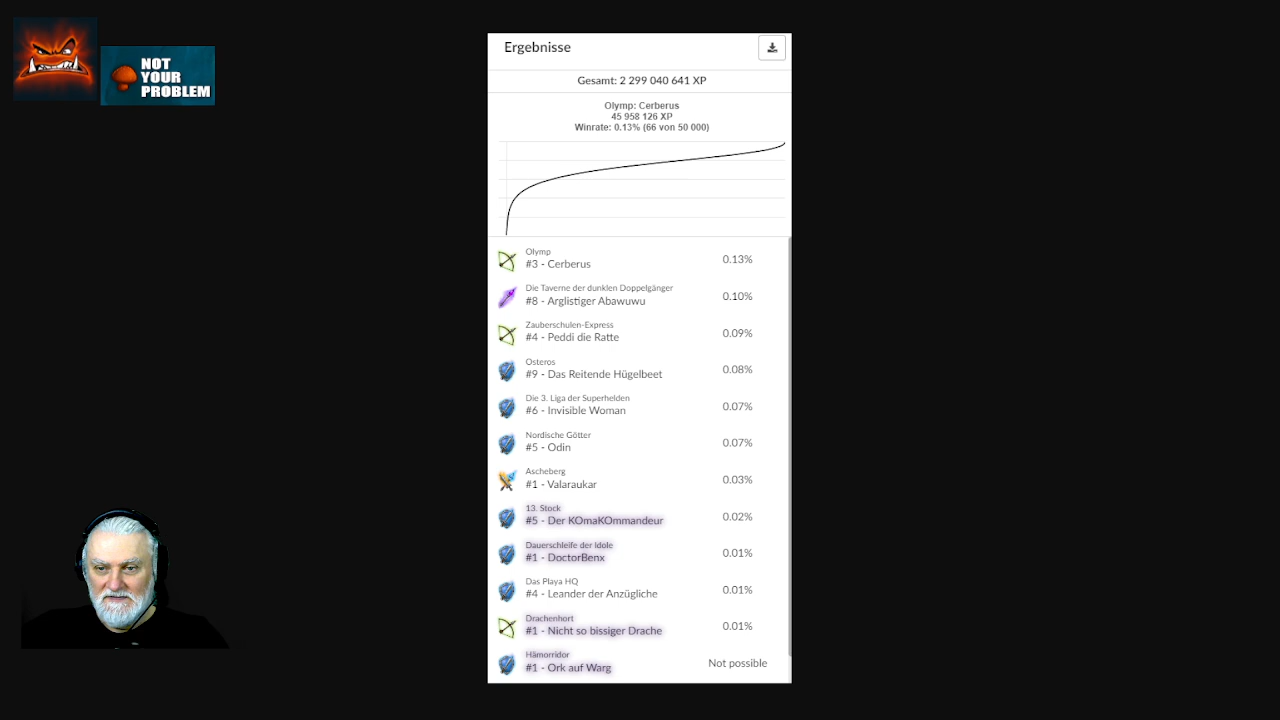 NOT
YOUR
PROBLEM
Ergebnisse
Gesamt: 2 299 040 641 XP
Olymp: Cerberus
45 958 126 XP
Winrate: 0.13% (66 von 50 000)
Olymp
#3 - Cerberus
0.13%
Die Taverne der dunklen Doppelgänger
#8 - Arglistiger Abawuwu
0.10%
Zauberschulen-Express
#4 - Peddi die Ratte
0.09%
Osteros
#9 - Das Reitende Hügelbeet
0.08%
Die 3. Liga der Superhelden
#6 - Invisible Woman
0.07%
Nordische Götter
#5 - Odin
0.07%
Ascheberg
#1 - Valaraukar
0.03%
13. Stock
#5 - Der KOmaKOmmandeur
0.02%
Dauerschleife der Idole
#1 - DoctorBenx
0.01%
Das Playa HQ
#4 - Leander der Anzügliche
0.01%
Drachenhort
#1 - Nicht so bissiger Drache
0.01%
Hämorridor
#1 - Ork auf Warg
Not possible